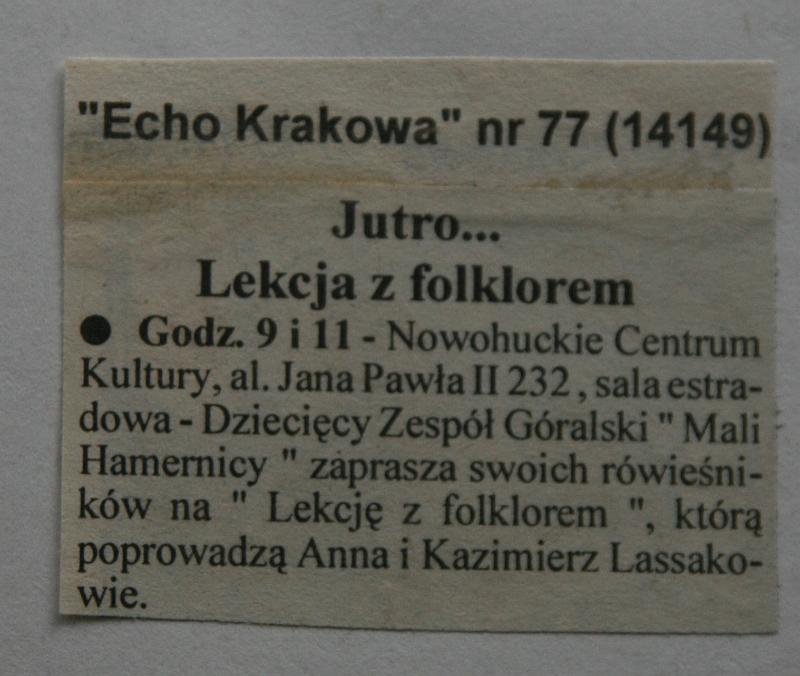 "Echo Krakowa" nr 77 (14149)
Jutro...
Lekcja z folklorem
● Godz. 9 i 11 - Nowohuckie Centrum
Kultury, al. Jana Pawła II 232 , sala estra-
dowa - Dziecięcy Zespół Góralski " Mali
Hamernicy " zaprasza swoich rówieśni-
ków na " Lekcję z folklorem ", którą
poprowadzą Anna i Kazimierz Lassako-
wie.